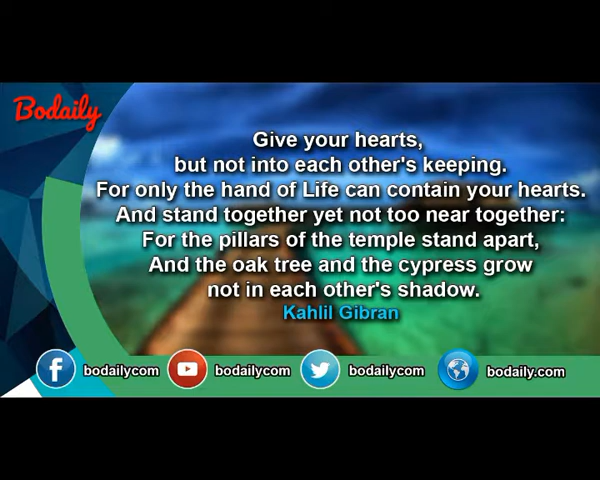 Bodaily
Give your hearts,
but not into each other's keeping.
For only the hand of Life can contain your hearts.
And stand together yet not too near together:
For the pillars of the temple stand apart,
And the oak tree and the cypress grow
not in each other's shadow.
Kahlil Gibran
bodailycom
bodailycom
bodailycom
bodaily.com